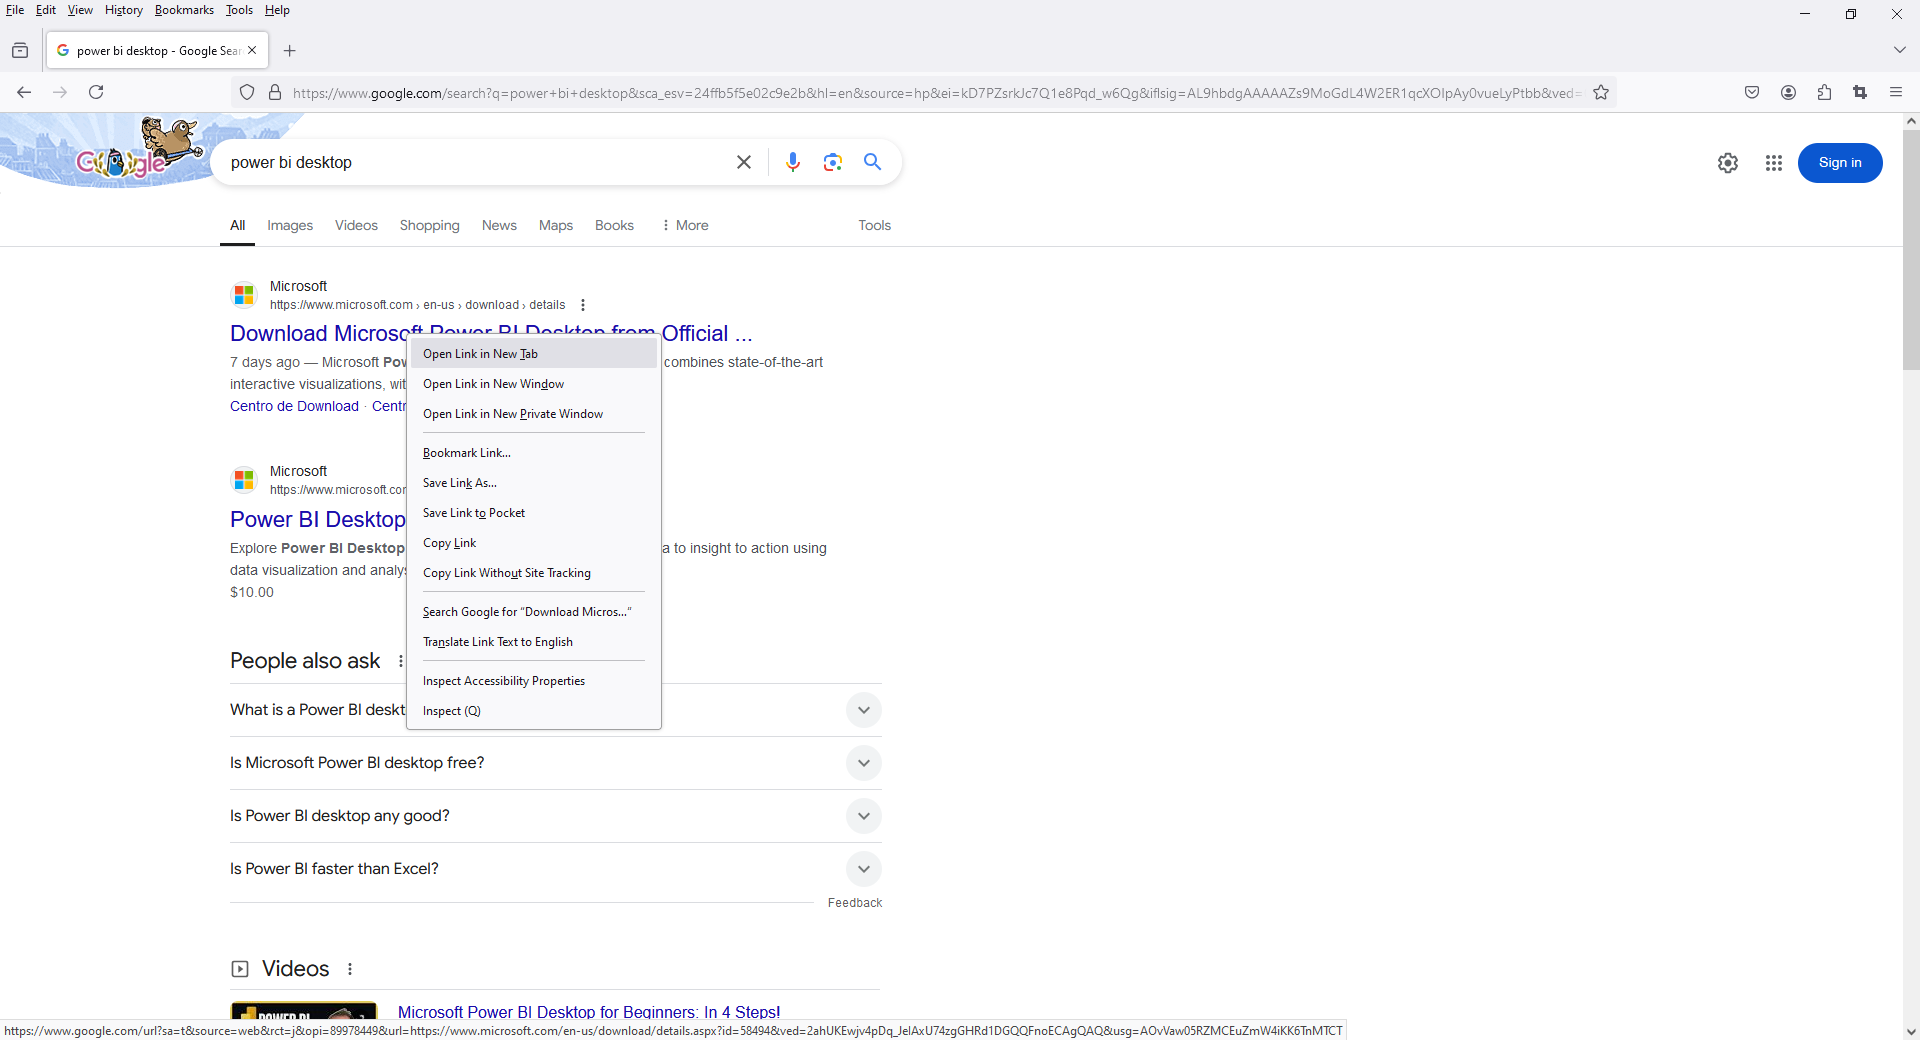 File Edit View History Bookmarks Tools Help
power bi desktop - Google Sear
https://www.google.com/search?q=power+bi+desktop&sca_esv=24ffb5f5e02c9e2b&hl=en&source=hp&ei=kD7PZsrkJc7Q1e8Pqd_w6Qg&iflsig=AL9hbdgAAAAAZs9MoGdL4W2ER1qcXOIpAy0vueLyPtbb&ved=
Google
power bi desktop
Sign in
All Images Videos Shopping News Maps Books More Tools
Microsoft
https://www.microsoft.com › en-us › download › details
Download Microsoft Power BI Desktop from Official ...
7 days ago — Microsoft Pow combines state-of-the-art
interactive visualizations, wit
Centro de Download · Centr
Microsoft
https://www.microsoft.cor
Power BI Desktop
Explore Power BI Desktop a to insight to action using
data visualization and analys
$10.00
Open Link in New Tab
Open Link in New Window
Open Link in New Private Window
Bookmark Link...
Save Link As...
Save Link to Pocket
Copy Link
Copy Link Without Site Tracking
Search Google for “Download Micros...”
Translate Link Text to English
Inspect Accessibility Properties
Inspect (Q)
People also ask
What is a Power BI deskt
Is Microsoft Power BI desktop free?
Is Power BI desktop any good?
Is Power BI faster than Excel?
Feedback
Videos
POWER BI
Microsoft Power BI Desktop for Beginners: In 4 Steps!
https://www.google.com/url?sa=t&source=web&rct=j&opi=89978449&url=https://www.microsoft.com/en-us/download/details.aspx?id=58494&ved=2ahUKEwjv4pDq_JeIAxU74zgGHRd1DGQQFnoECAgQAQ&usg=AOvVaw05RZMCEuZmW4iKK6TnMTCT